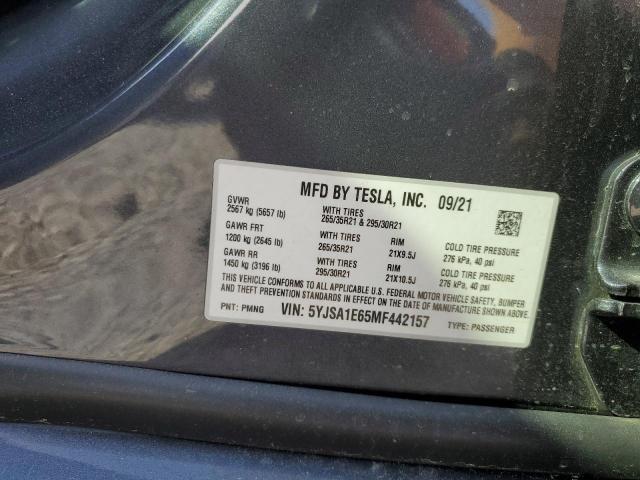 MFD BY TESLA, INC. 09/21
GVWR
2567 kg (5657 lb) WITH TIRES
265/35R21 & 295/30R21
GAWR FRT
1200 kg (2645 lb) WITH TIRES
265/35R21 RIM
21X9.5J COLD TIRE PRESSURE
276 kPa, 40 psi
GAWR RR
1450 kg (3196 lb) WITH TIRES
295/30R21 RIM
21X10.5J COLD TIRE PRESSURE
276 kPa, 40 psi
THIS VEHICLE CONFORMS TO ALL APPLICABLE U.S. FEDERAL MOTOR VEHICLE SAFETY, BUMPER
AND THEFT PREVENTION STANDARDS IN EFFECT ON THE DATE OF MANUFACTURE SHOWN ABOVE.
PNT: PMNG VIN: 5YJSA1E65MF442157 TYPE: PASSENGER